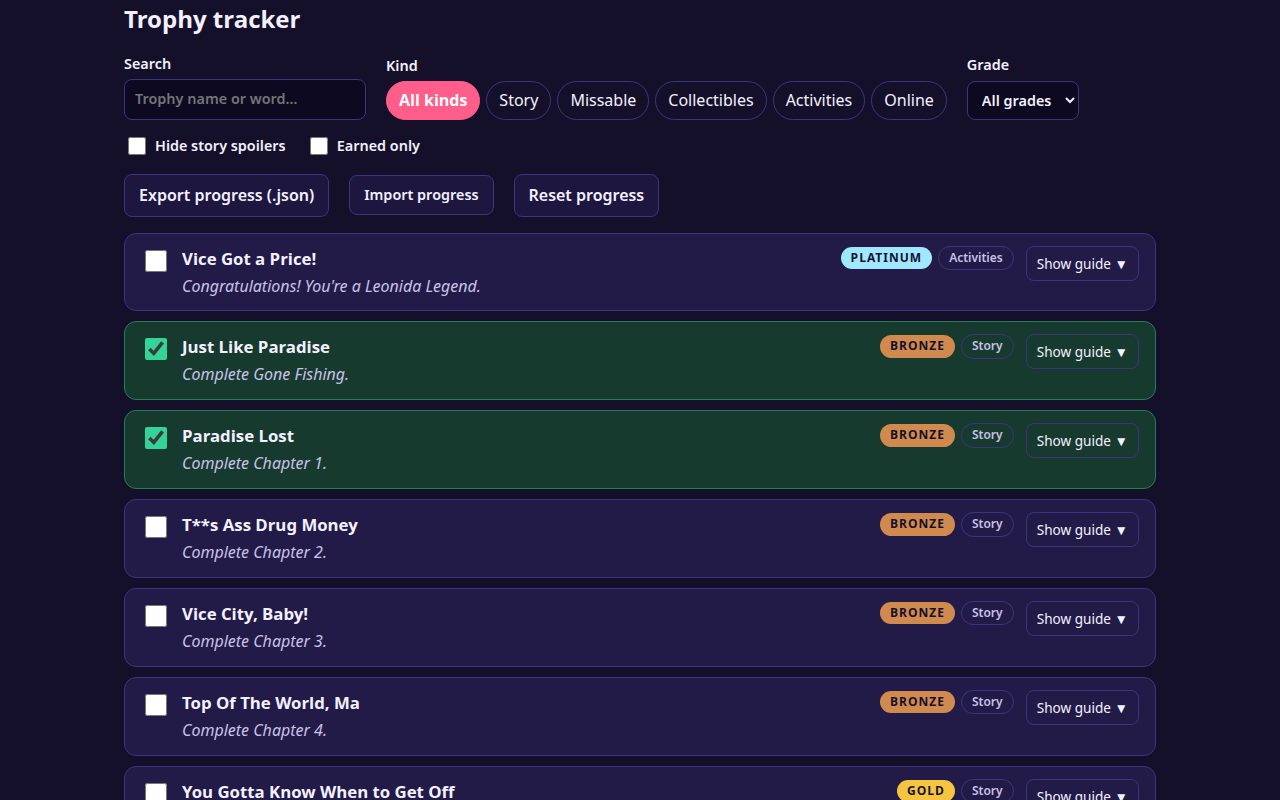 Trophy tracker
Search
Kind
Grade
Trophy name or word...
All kinds Story Missable Collectibles Activities Online
All grades
Hide story spoilers Earned only
Export progress (.json) Import progress Reset progress
Vice Got a Price! PLATINUM Activities Show guide ▼
Congratulations! You're a Leonida Legend.
Just Like Paradise BRONZE Story Show guide ▼
Complete Gone Fishing.
Paradise Lost BRONZE Story Show guide ▼
Complete Chapter 1.
T**s Ass Drug Money BRONZE Story Show guide ▼
Complete Chapter 2.
Vice City, Baby! BRONZE Story Show guide ▼
Complete Chapter 3.
Top Of The World, Ma BRONZE Story Show guide ▼
Complete Chapter 4.
You Gotta Know When to Get Off GOLD Story Show guide ▼